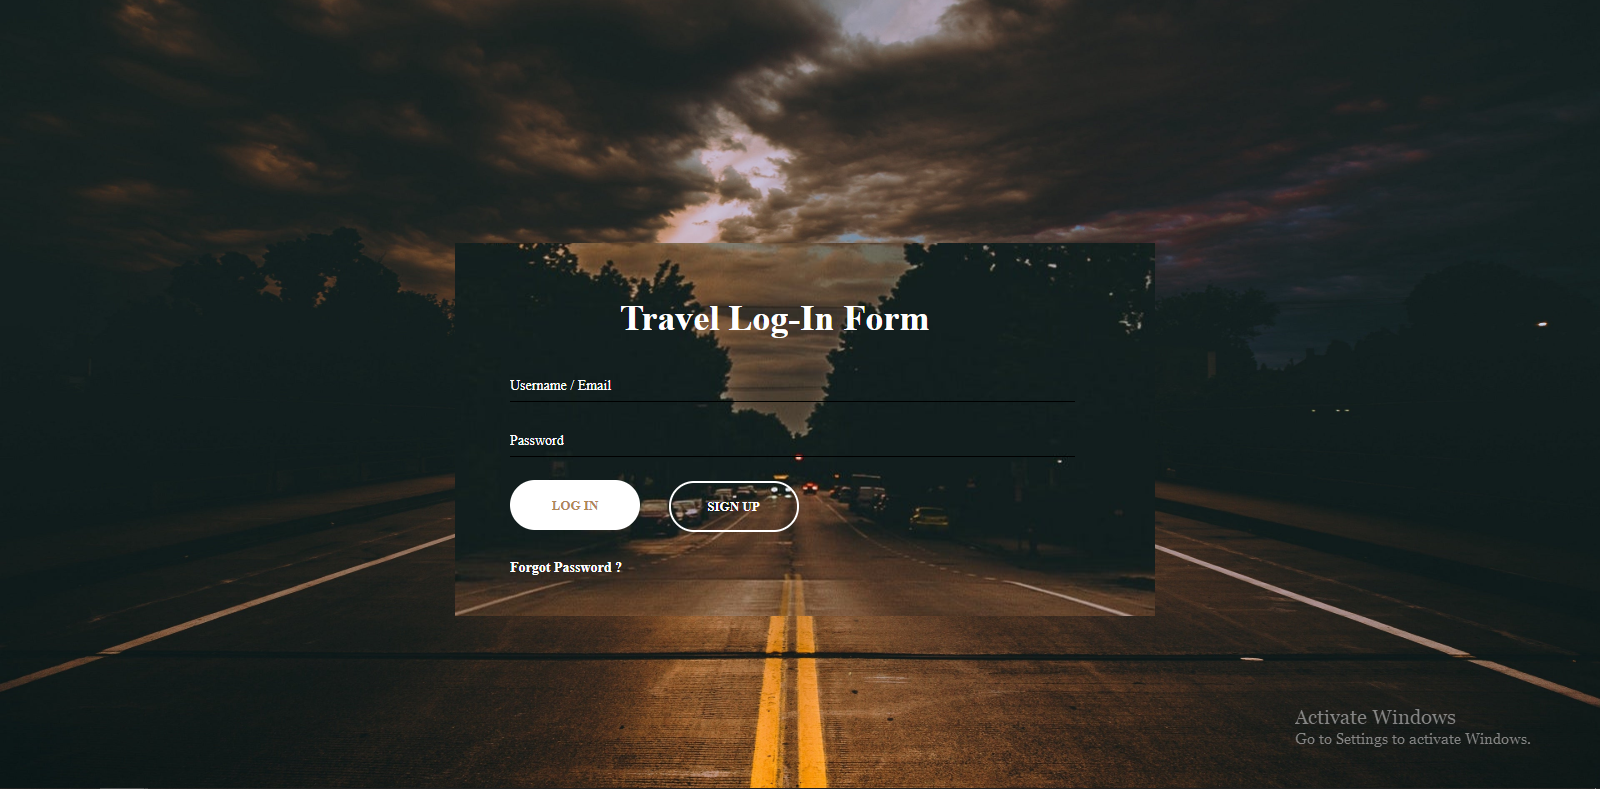 Travel Log-In Form
Username / Email
Password
LOG IN SIGN UP
Forgot Password ?
Activate Windows
Go to Settings to activate Windows.